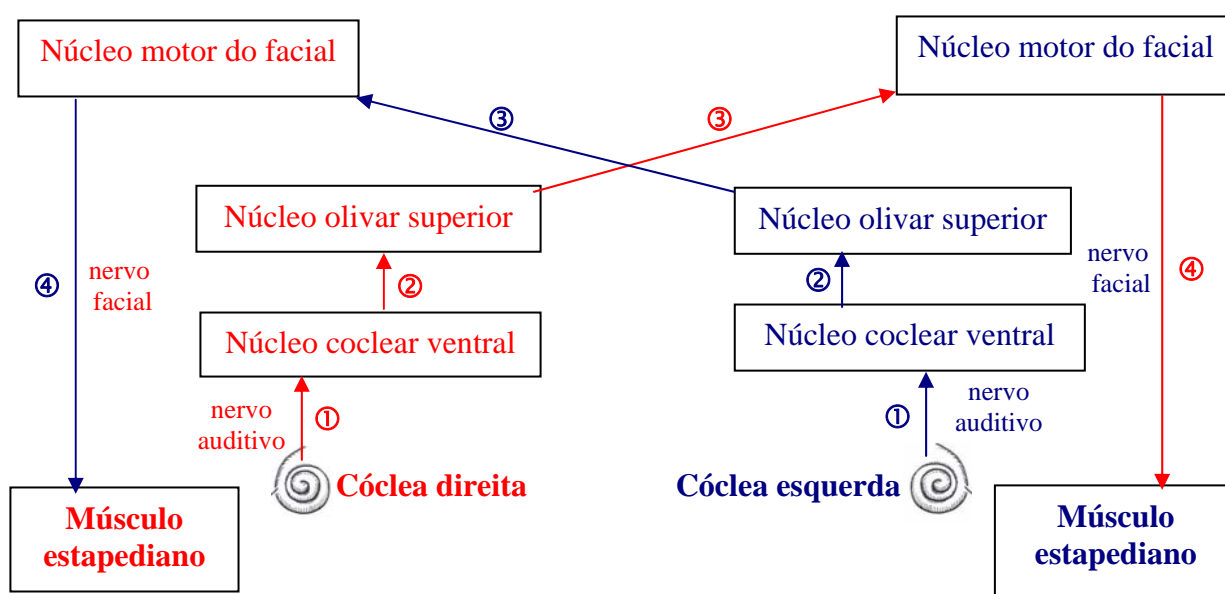 Núcleo motor do facial
Núcleo motor do facial
③
③
Núcleo olivar superior
Núcleo olivar superior
④
nervo
facial
②
②
nervo
facial
④
Núcleo coclear ventral
Núcleo coclear ventral
nervo
auditivo
①
①
nervo
auditivo
Cóclea direita
Cóclea esquerda
Músculo
estapediano
Músculo
estapediano